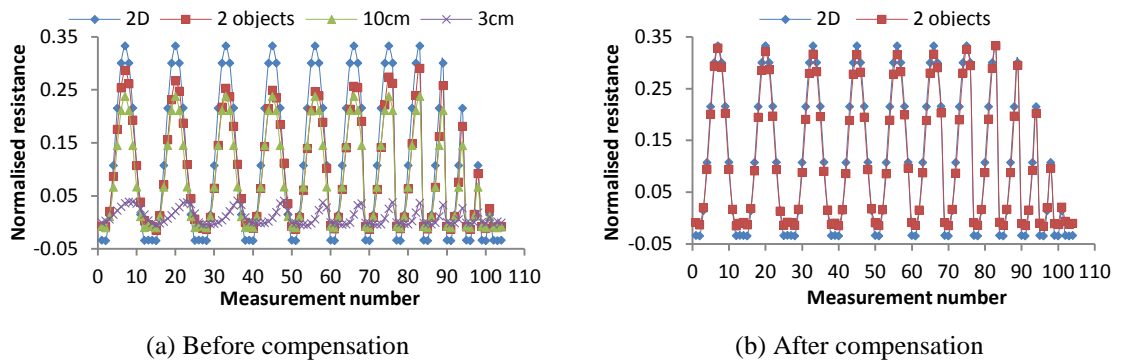 2D 2 objects 10cm 3cm
0.35
0.25
0.15
0.05
-0.05
Normalised resistance
0 10 20 30 40 50 60 70 80 90 100 110
Measurement number
(a) Before compensation
2D 2 objects
0.35
0.25
0.15
0.05
-0.05
Normalised resistance
0 10 20 30 40 50 60 70 80 90 100 110
Measurement number
(b) After compensation